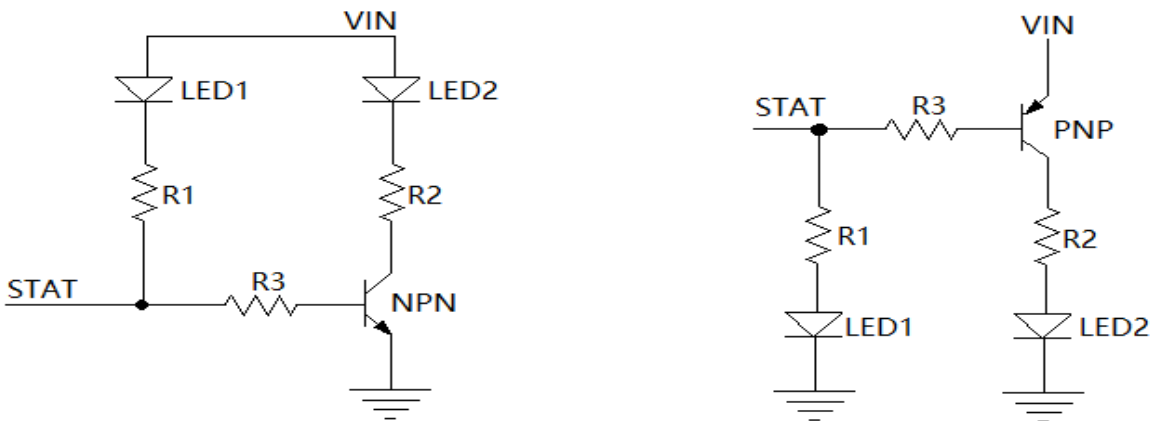 VIN
LED1
LED2
R1
R2
STAT
R3
NPN
VIN
STAT
R3
PNP
R1
R2
LED1
LED2